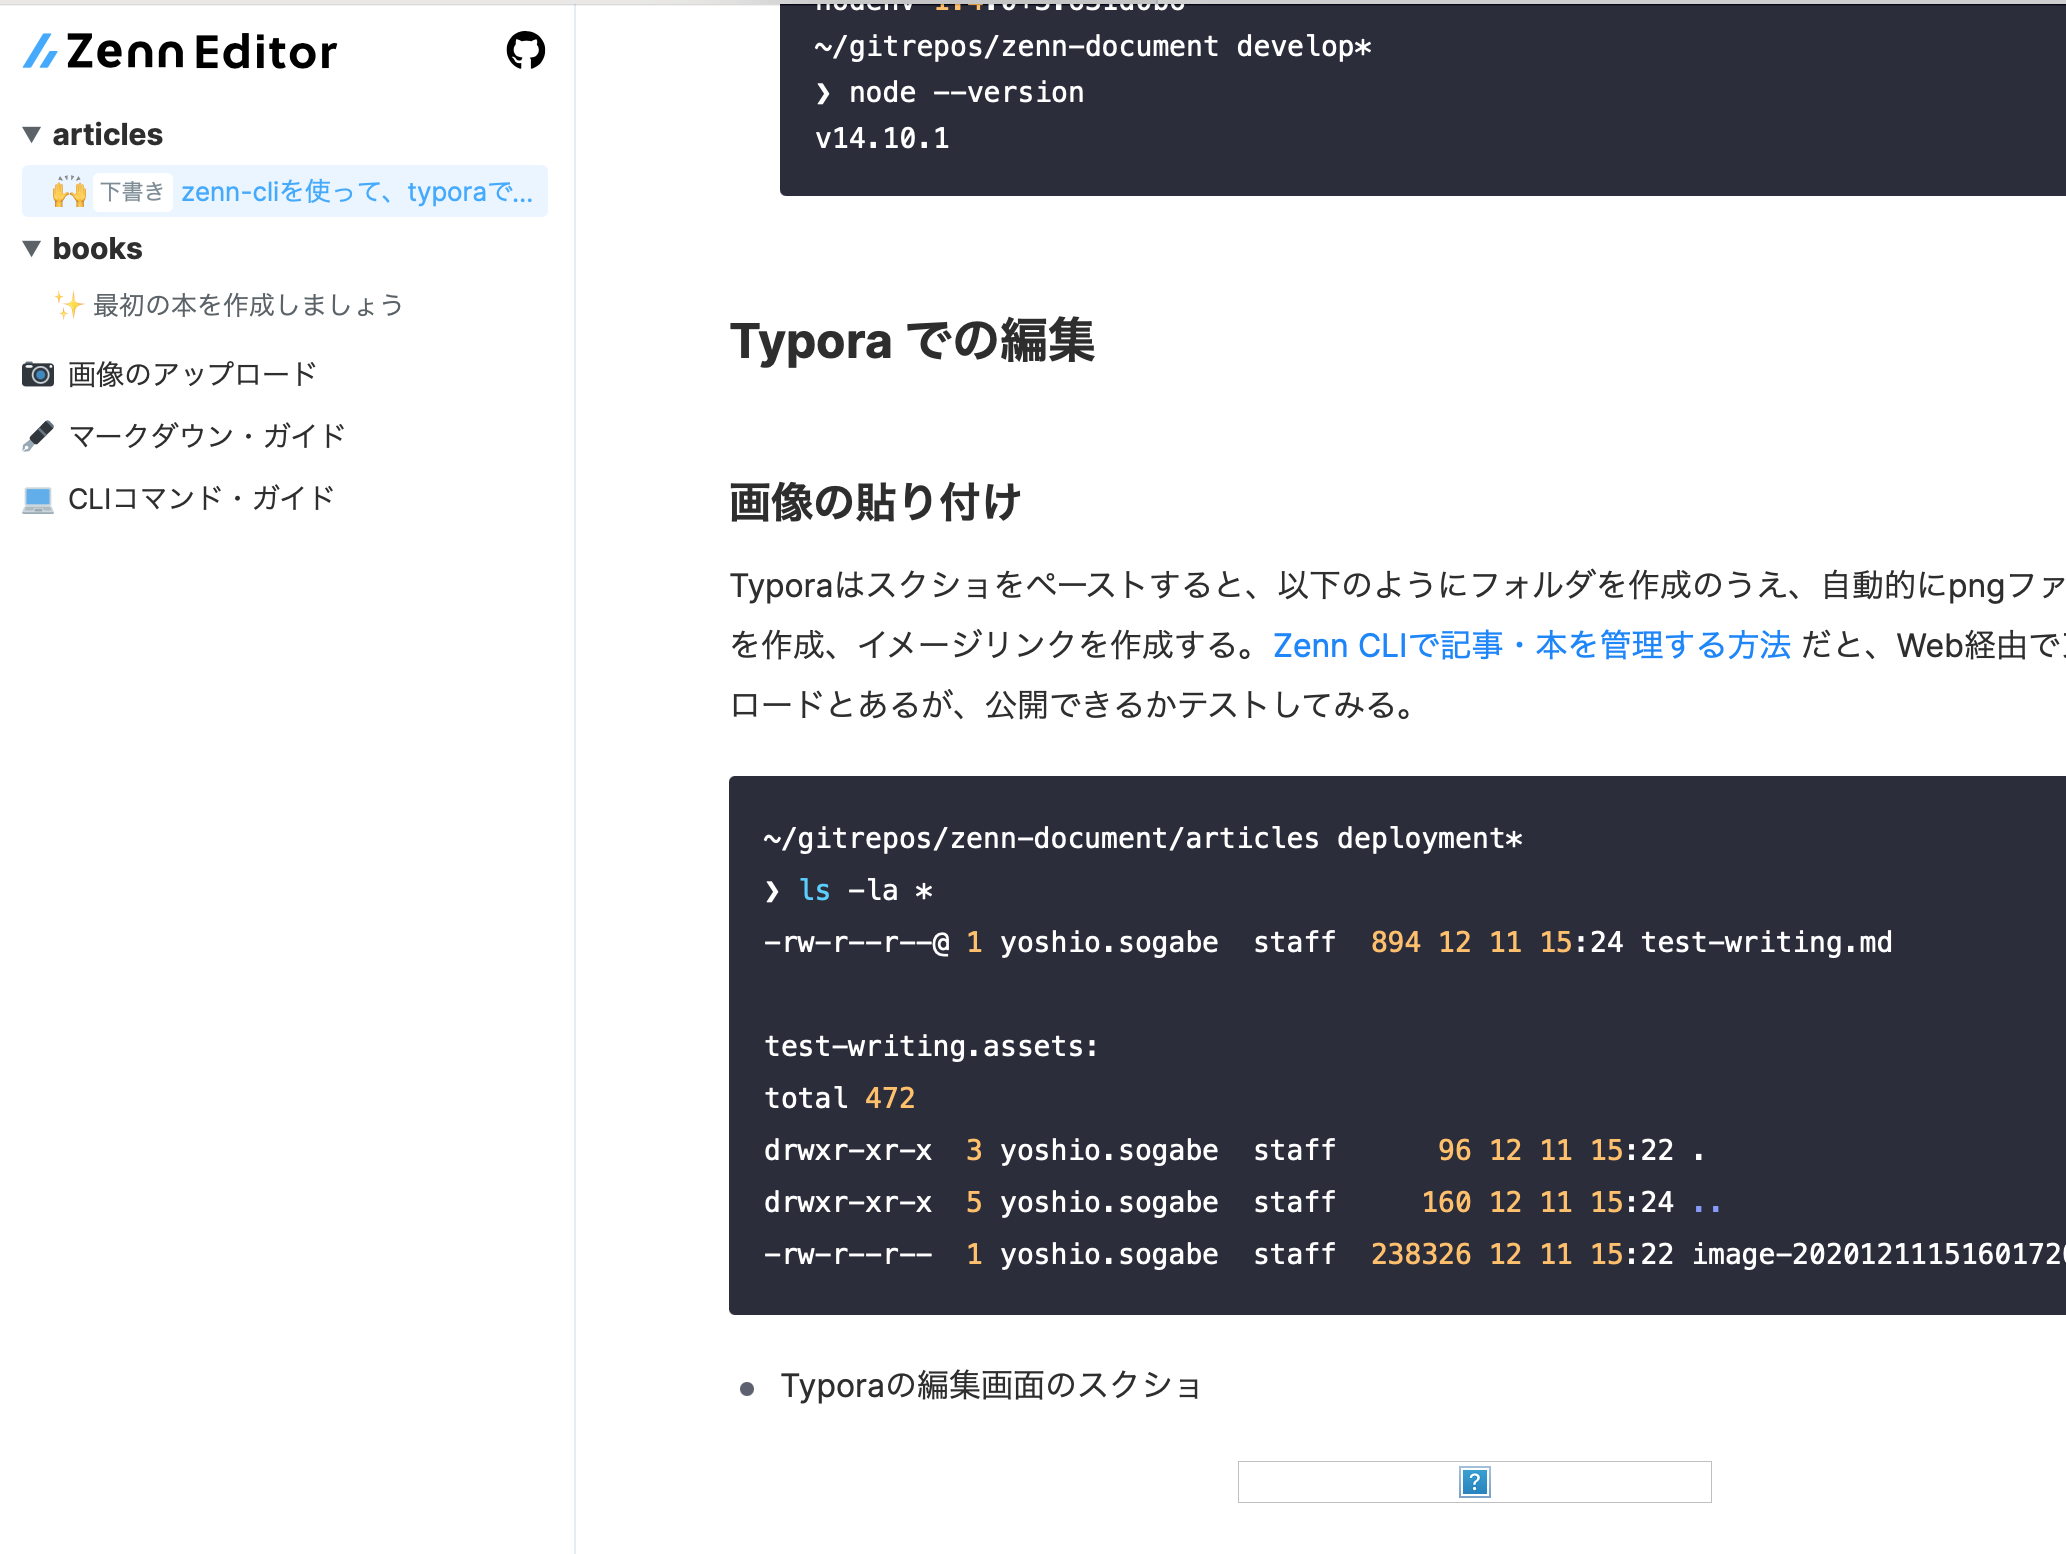 Zenn Editor
articles
下書き zenn-cliを使って、typoraで...
books
最初の本を作成しましょう
画像のアップロード
マークダウン・ガイド
CLIコマンド・ガイド
~/gitrepos/zenn-document develop*
❯ node --version
v14.10.1
Typora での編集
画像の貼り付け
Typoraはスクショをペーストすると、以下のようにフォルダを作成のうえ、自動的にpngファ
を作成、イメージリンクを作成する。Zenn CLIで記事・本を管理する方法 だと、Web経由で
ロードとあるが、公開できるかテストしてみる。
~/gitrepos/zenn-document/articles deployment*
❯ ls -la *
-rw-r--r--@ 1 yoshio.sogabe  staff  894 12 11 15:24 test-writing.md
test-writing.assets:
total 472
drwxr-xr-x  3 yoshio.sogabe  staff      96 12 11 15:22 .
drwxr-xr-x  5 yoshio.sogabe  staff     160 12 11 15:24 ..
-rw-r--r--  1 yoshio.sogabe  staff  238326 12 11 15:22 image-2020121115160172
Typoraの編集画面のスクショ
?